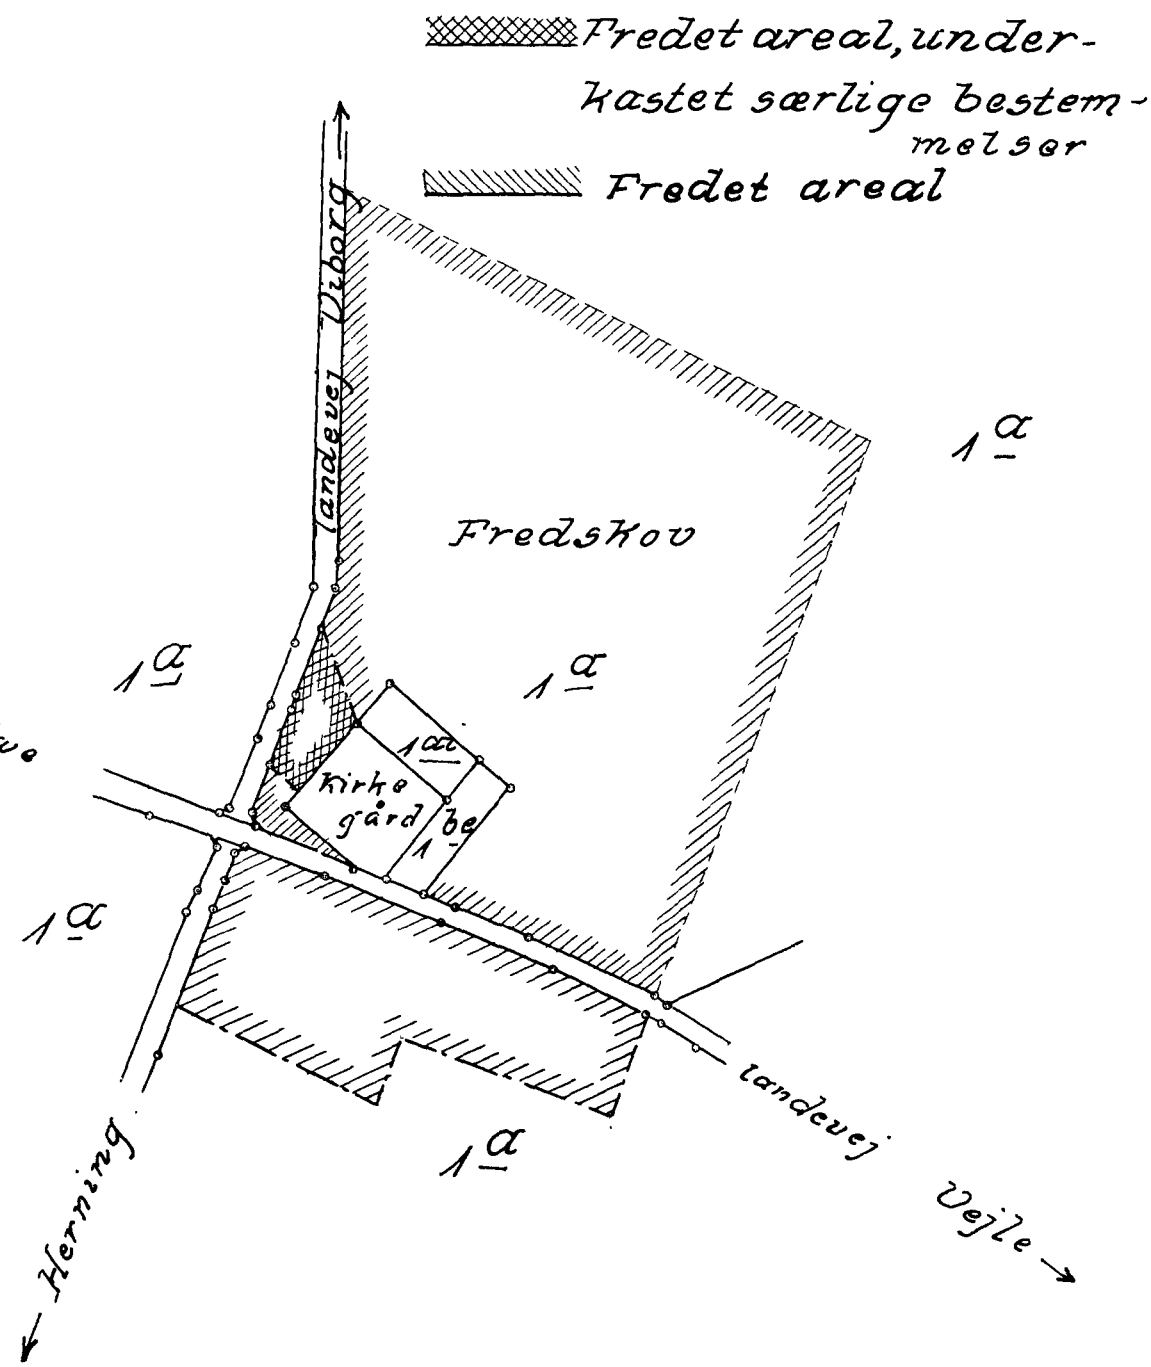 Fredet areal, under-
kastet særlige bestem-
melser
Fredet areal
Viborg
landevej
1a
Fredskov
1a
1a
1aa
Kirke
gård
1be
1a
landevej
1a
Vejle
Herning